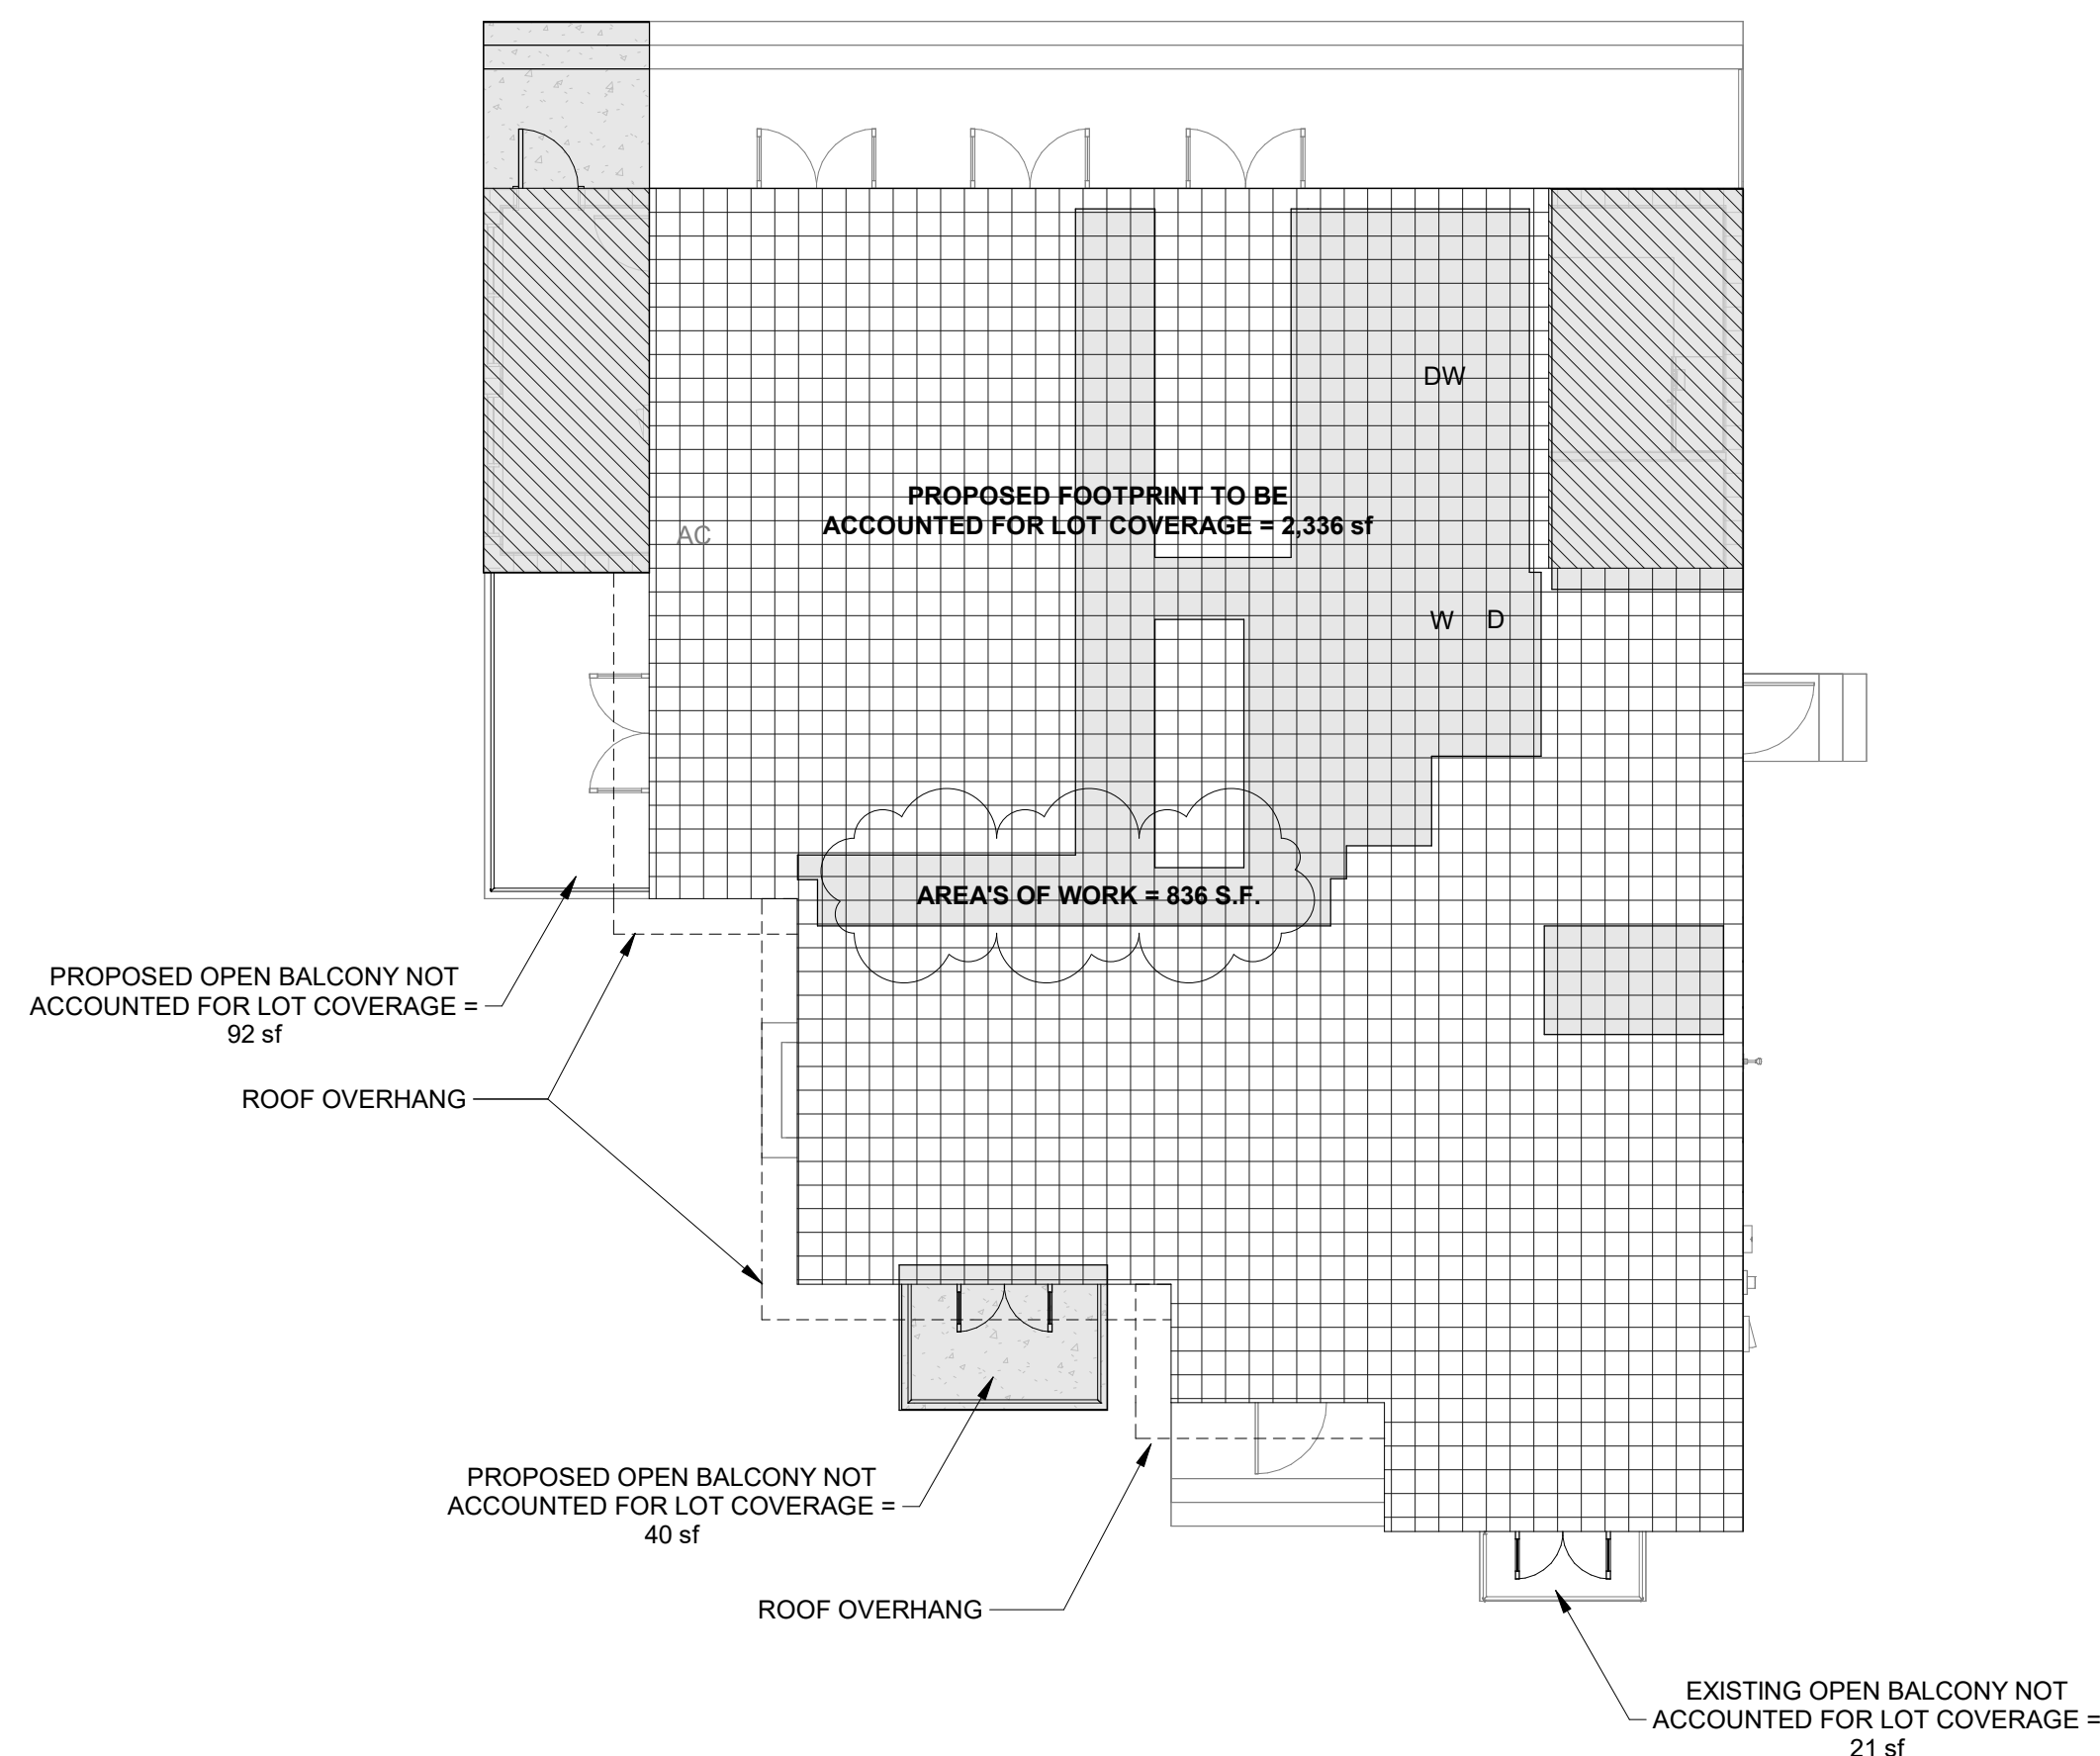 DW
PROPOSED FOOTPRINT TO BE
ACCOUNTED FOR LOT COVERAGE = 2,336 sf
AC
W D
AREA'S OF WORK = 836 S.F.
PROPOSED OPEN BALCONY NOT
ACCOUNTED FOR LOT COVERAGE =
92 sf
ROOF OVERHANG
PROPOSED OPEN BALCONY NOT
ACCOUNTED FOR LOT COVERAGE =
40 sf
ROOF OVERHANG
EXISTING OPEN BALCONY NOT
ACCOUNTED FOR LOT COVERAGE =
21 sf